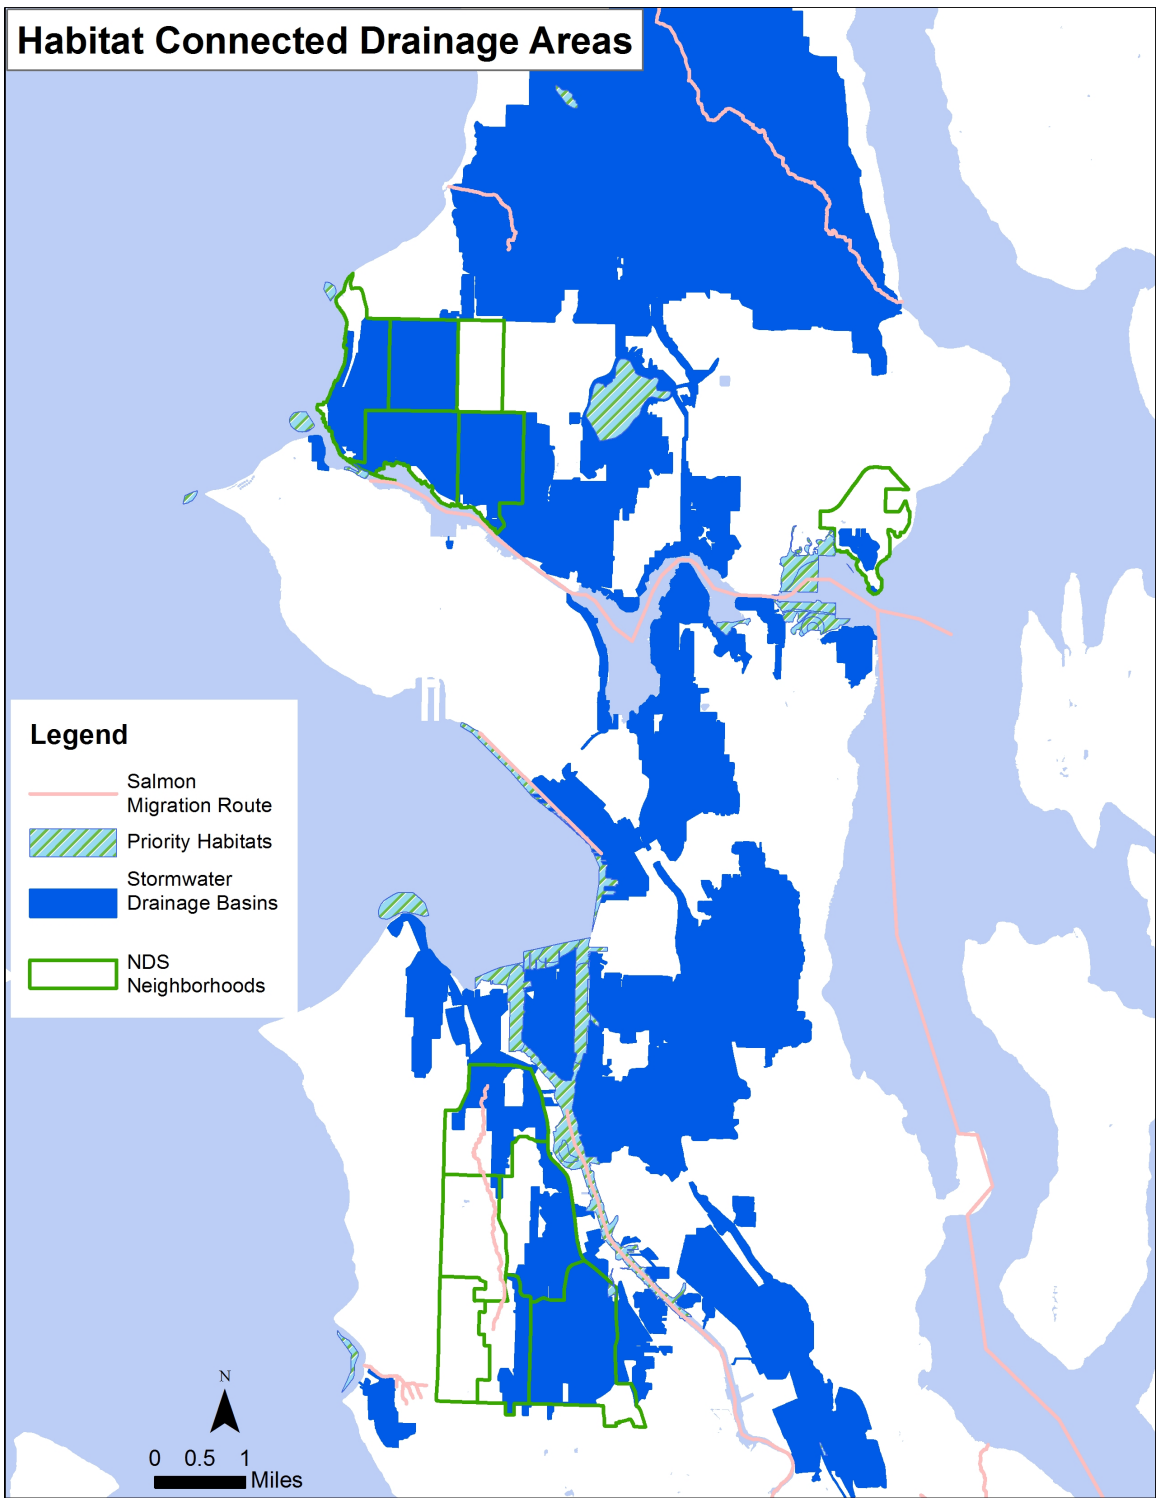 Habitat Connected Drainage Areas
Legend
Salmon
Migration Route
Priority Habitats
Stormwater
Drainage Basins
NDS
Neighborhoods
N
0 0.5 1
Miles